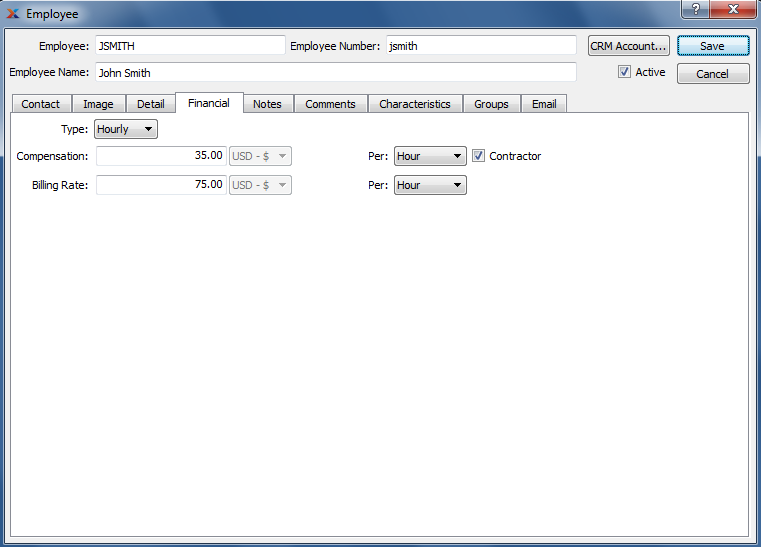 Employee
?
Employee: JSMITH Employee Number: jsmith CRM Account... Save
Employee Name: John Smith Active Cancel
Contact Image Detail Financial Notes Comments Characteristics Groups Email
Type: Hourly
Compensation: 35.00 USD - $ Per: Hour Contractor
Billing Rate: 75.00 USD - $ Per: Hour